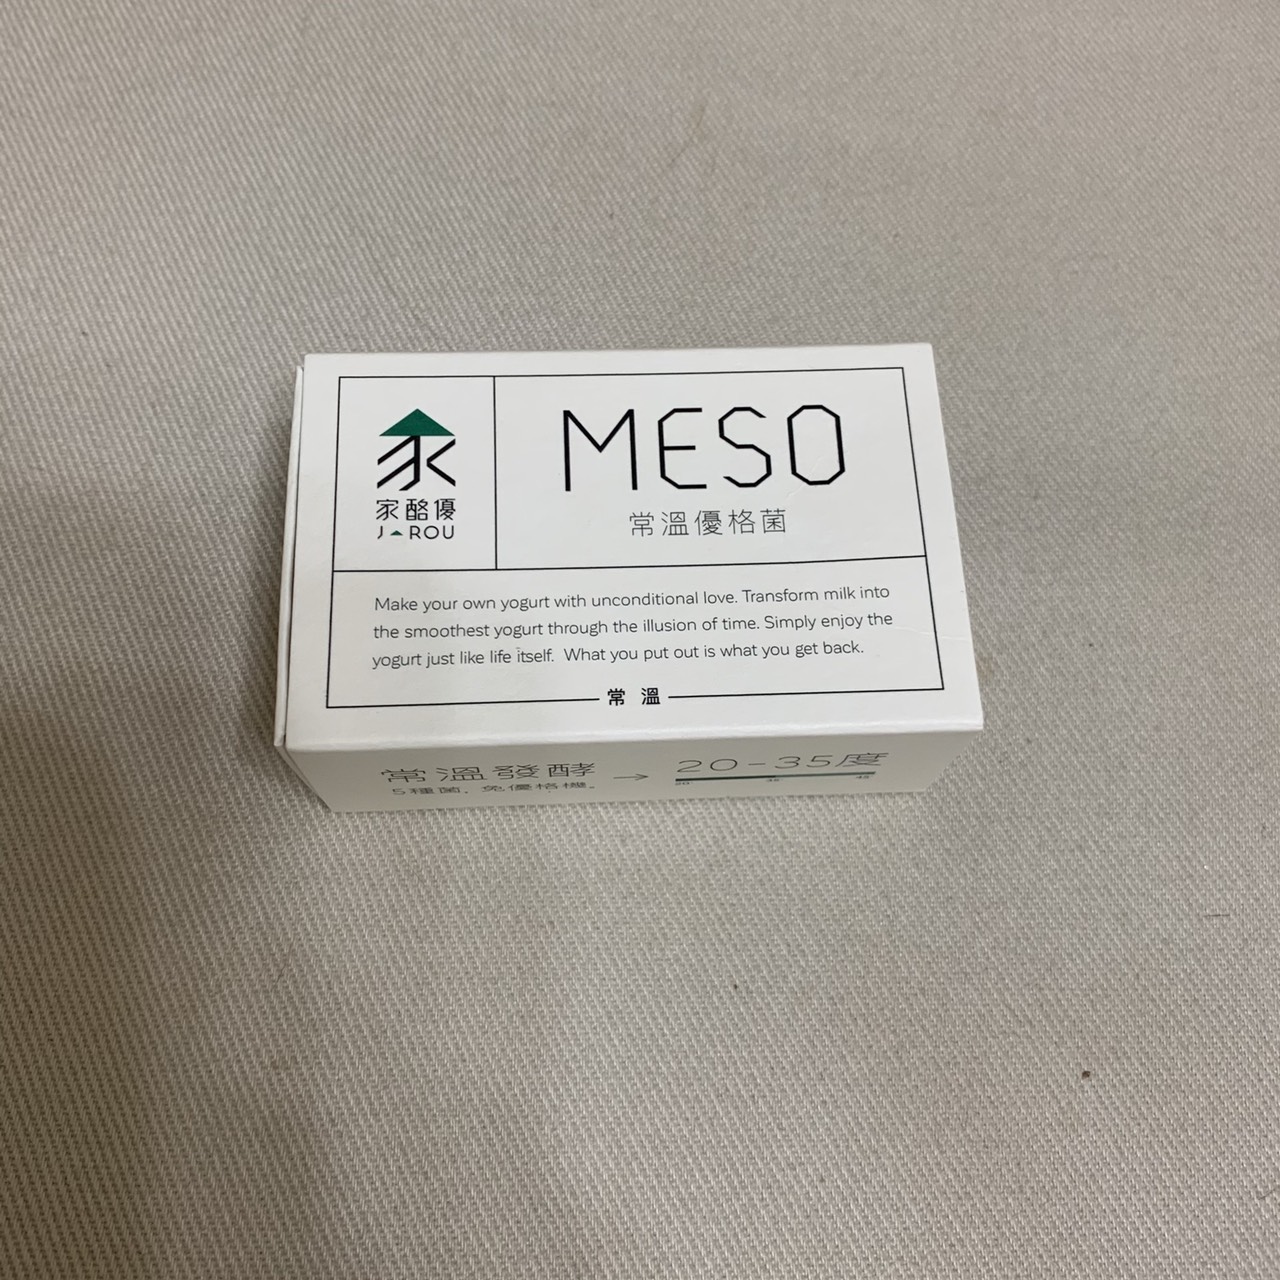 家酪優
J▲ROU
MESO
常溫優格菌
Make your own yogurt with unconditional love. Transform milk into
the smoothest yogurt through the illusion of time. Simply enjoy the
yogurt just like life itself. What you put out is what you get back.
常溫
常溫發酵 → 20-35度
5種菌，免優格機。
20 35 45